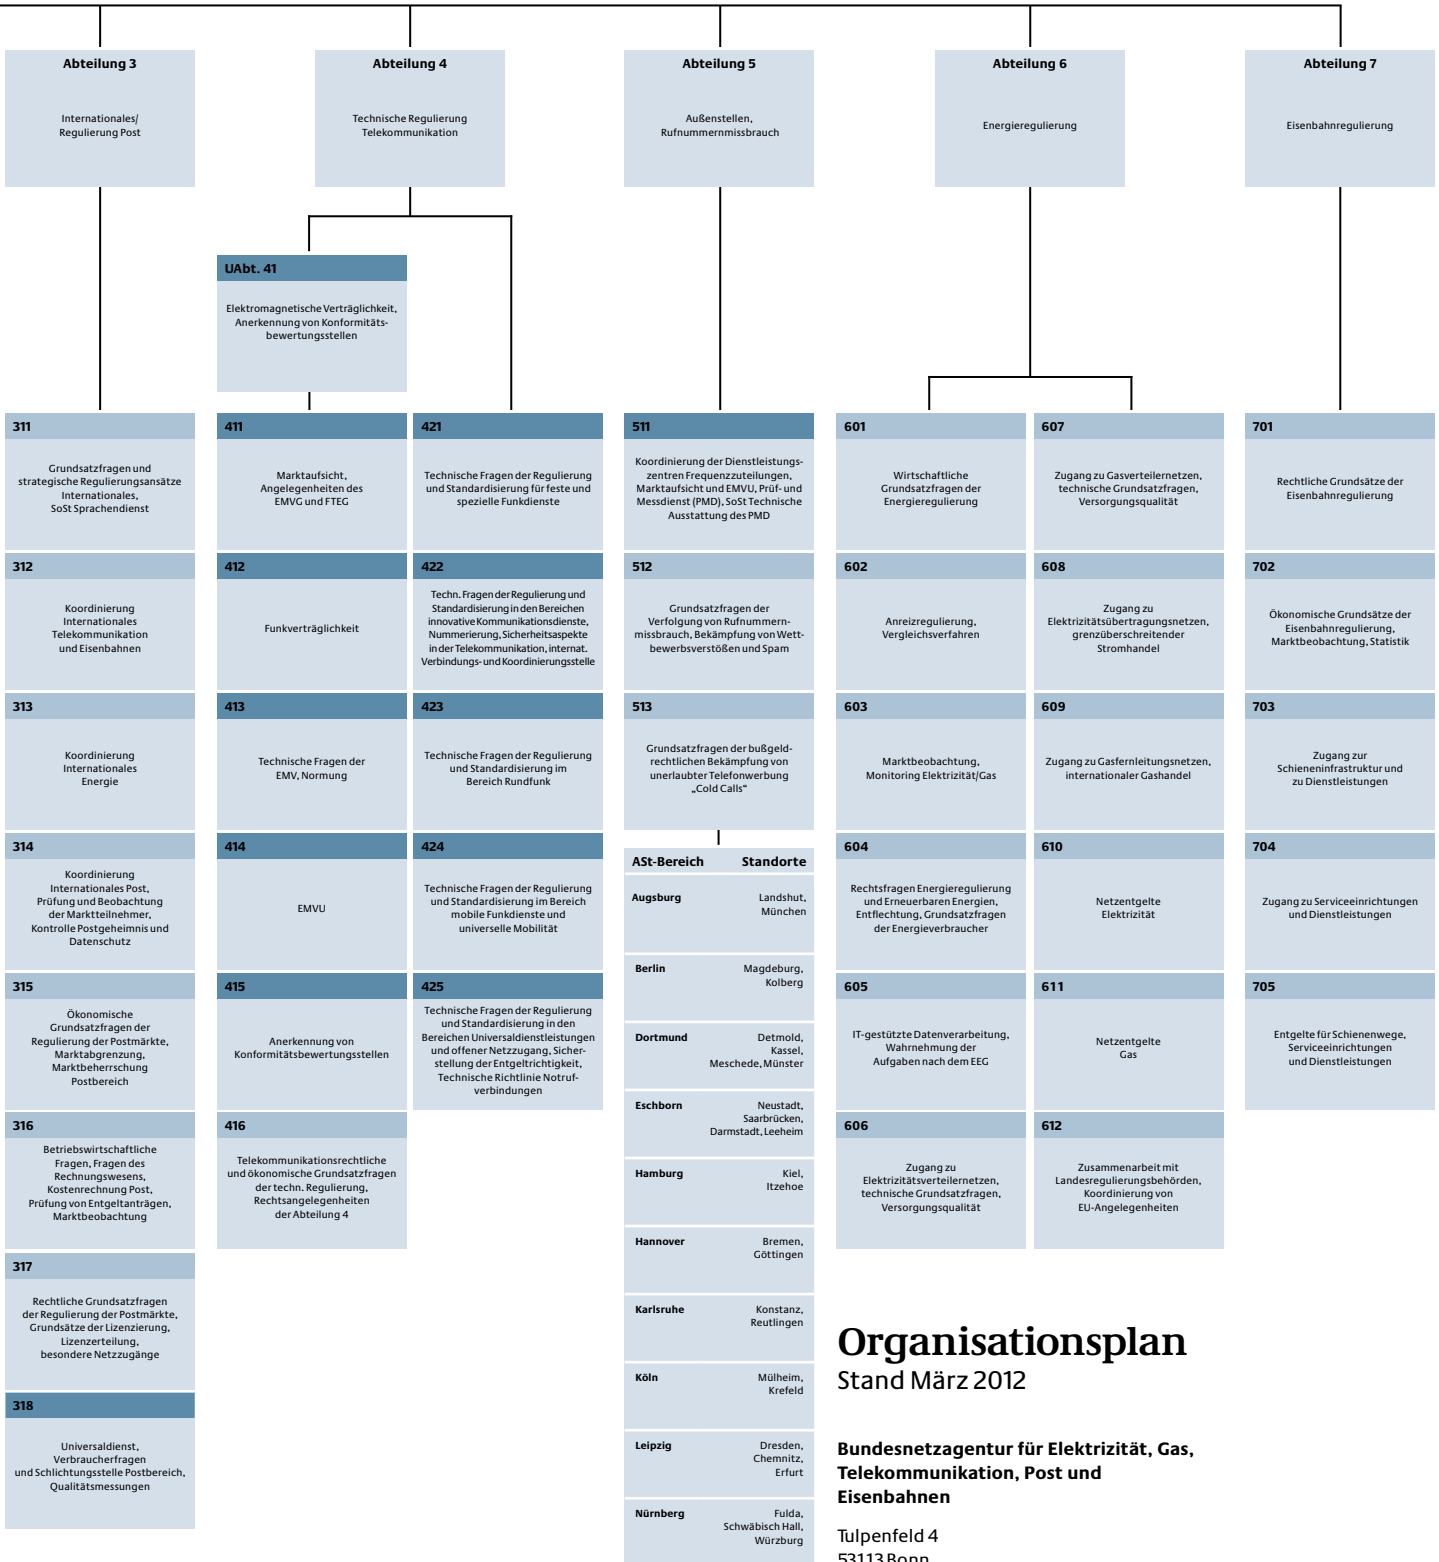 Abteilung 3
Internationales/
Regulierung Post
Abteilung 4
Technische Regulierung
Telekommunikation
Abteilung 5
Außenstellen,
Rufnummernmissbrauch
Abteilung 6
Energieregulierung
Abteilung 7
Eisenbahnregulierung
UAbt. 41
Elektromagnetische Verträglichkeit,
Anerkennung von Konformitäts-
bewertungsstellen
311
Grundsatzfragen und
strategische Regulierungsansätze
Internationales,
SoSt Sprachendienst
312
Koordinierung
Internationales
Telekommunikation
und Eisenbahnen
313
Koordinierung
Internationales
Energie
314
Koordinierung
Internationales Post,
Prüfung und Beobachtung
der Marktteilnehmer,
Kontrolle Postgeheimnis und
Datenschutz
315
Ökonomische
Grundsatzfragen der
Regulierung der Postmärkte,
Marktabgrenzung,
Marktbeherrschung
Postbereich
316
Betriebswirtschaftliche
Fragen, Fragen des
Rechnungswesens,
Kostenrechnung Post,
Prüfung von Entgeltanträgen,
Marktbeobachtung
317
Rechtliche Grundsatzfragen
der Regulierung der Postmärkte,
Grundsätze der Lizenzierung,
Lizenzerteilung,
besondere Netzzugänge
318
Universaldienst,
Verbraucherfragen
und Schlichtungsstelle Postbereich,
Qualitätsmessungen
411
Marktaufsicht,
Angelegenheiten des
EMVG und FTEG
412
Funkverträglichkeit
413
Technische Fragen der
EMV, Normung
414
EMVU
415
Anerkennung von
Konformitätsbewertungsstellen
416
Telekommunikationsrechtliche
und ökonomische Grundsatzfragen
der techn. Regulierung,
Rechtsangelegenheiten
der Abteilung 4
421
Technische Fragen der Regulierung
und Standardisierung für feste und
spezielle Funkdienste
422
Techn. Fragen der Regulierung und
Standardisierung in den Bereichen
innovative Kommunikationsdienste,
Nummerierung, Sicherheitsaspekte
in der Telekommunikation, internat.
Verbindungs- und Koordinierungsstelle
423
Technische Fragen der Regulierung
und Standardisierung im
Bereich Rundfunk
424
Technische Fragen der Regulierung
und Standardisierung im Bereich
mobile Funkdienste und
universelle Mobilität
425
Technische Fragen der Regulierung
und Standardisierung in den
Bereichen Universaldienstleistungen
und offener Netzzugang, Sicher-
stellung der Entgeltrichtigkeit,
Technische Richtlinie Notruf-
verbindungen
511
Koordinierung der Dienstleistungs-
zentren Frequenzzuteilungen,
Marktaufsicht und EMVU, Prüf- und
Messdienst (PMD), SoSt Technische
Ausstattung des PMD
512
Grundsatzfragen der
Verfolgung von Rufnummern-
missbrauch, Bekämpfung von Wett-
bewerbsverstößen und Spam
513
Grundsatzfragen der bußgeld-
rechtlichen Bekämpfung von
unerlaubter Telefonwerbung
„Cold Calls“
ASt-Bereich Standorte
Augsburg Landshut,
München
Berlin Magdeburg,
Kolberg
Dortmund Detmold,
Kassel,
Meschede, Münster
Eschborn Neustadt,
Saarbrücken,
Darmstadt, Leeheim
Hamburg Kiel,
Itzehoe
Hannover Bremen,
Göttingen
Karlsruhe Konstanz,
Reutlingen
Köln Mülheim,
Krefeld
Leipzig Dresden,
Chemnitz,
Erfurt
Nürnberg Fulda,
Schwäbisch Hall,
Würzburg
601
Wirtschaftliche
Grundsatzfragen der
Energieregulierung
602
Anreizregulierung,
Vergleichsverfahren
603
Marktbeobachtung,
Monitoring Elektrizität/Gas
604
Rechtsfragen Energieregulierung
und Erneuerbaren Energien,
Entflechtung, Grundsatzfragen
der Energieverbraucher
605
IT-gestützte Datenverarbeitung,
Wahrnehmung der
Aufgaben nach dem EEG
606
Zugang zu
Elektrizitätsverteilernetzen,
technische Grundsatzfragen,
Versorgungsqualität
607
Zugang zu Gasverteilernetzen,
technische Grundsatzfragen,
Versorgungsqualität
608
Zugang zu
Elektrizitätsübertragungsnetzen,
grenzüberschreitender
Stromhandel
609
Zugang zu Gasfernleitungsnetzen,
internationaler Gashandel
610
Netzentgelte
Elektrizität
611
Netzentgelte
Gas
612
Zusammenarbeit mit
Landesregulierungsbehörden,
Koordinierung von
EU-Angelegenheiten
701
Rechtliche Grundsätze der
Eisenbahnregulierung
702
Ökonomische Grundsätze der
Eisenbahnregulierung,
Marktbeobachtung, Statistik
703
Zugang zur
Schieneninfrastruktur und
zu Dienstleistungen
704
Zugang zu Serviceeinrichtungen
und Dienstleistungen
705
Entgelte für Schienenwege,
Serviceeinrichtungen
und Dienstleistungen
Organisationsplan
Stand März 2012
Bundesnetzagentur für Elektrizität, Gas,
Telekommunikation, Post und
Eisenbahnen
Tulpenfeld 4
53113 Bonn